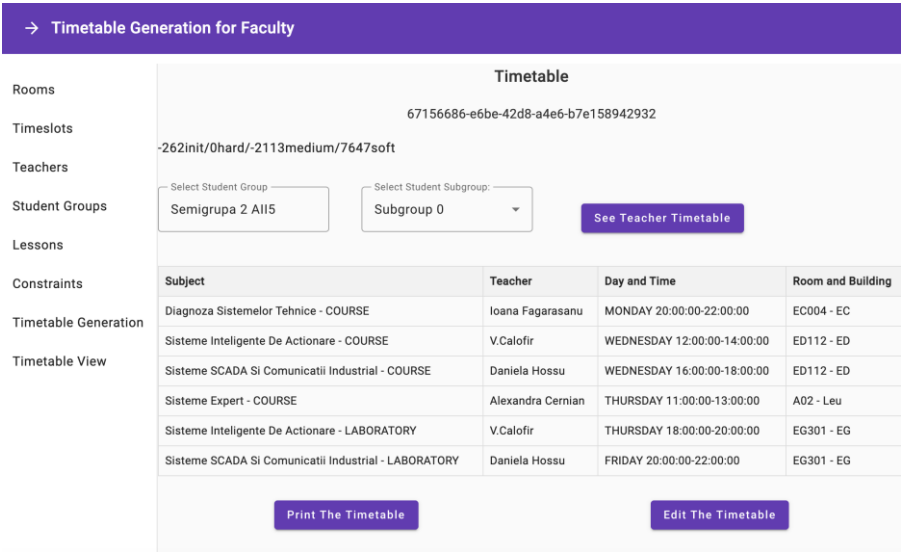 → Timetable Generation for Faculty
Rooms
Timeslots
Teachers
Student Groups
Lessons
Constraints
Timetable Generation
Timetable View
Timetable
67156686-e6be-42d8-a4e6-b7e158942932
-262init/0hard/-2113medium/7647soft
Select Student Group
Semigrupa 2 AII5
Select Student Subgroup:
Subgroup 0
See Teacher Timetable
Subject Teacher Day and Time Room and Building
Diagnoza Sistemelor Tehnice - COURSE Ioana Fagarasanu MONDAY 20:00:00-22:00:00 EC004 - EC
Sisteme Inteligente De Actionare - COURSE V.Calofir WEDNESDAY 12:00:00-14:00:00 ED112 - ED
Sisteme SCADA Si Comunicatii Industrial - COURSE Daniela Hossu WEDNESDAY 16:00:00-18:00:00 ED112 - ED
Sisteme Expert - COURSE Alexandra Cernian THURSDAY 11:00:00-13:00:00 A02 - Leu
Sisteme Inteligente De Actionare - LABORATORY V.Calofir THURSDAY 18:00:00-20:00:00 EG301 - EG
Sisteme SCADA Si Comunicatii Industrial - LABORATORY Daniela Hossu FRIDAY 20:00:00-22:00:00 EG301 - EG
Print The Timetable
Edit The Timetable